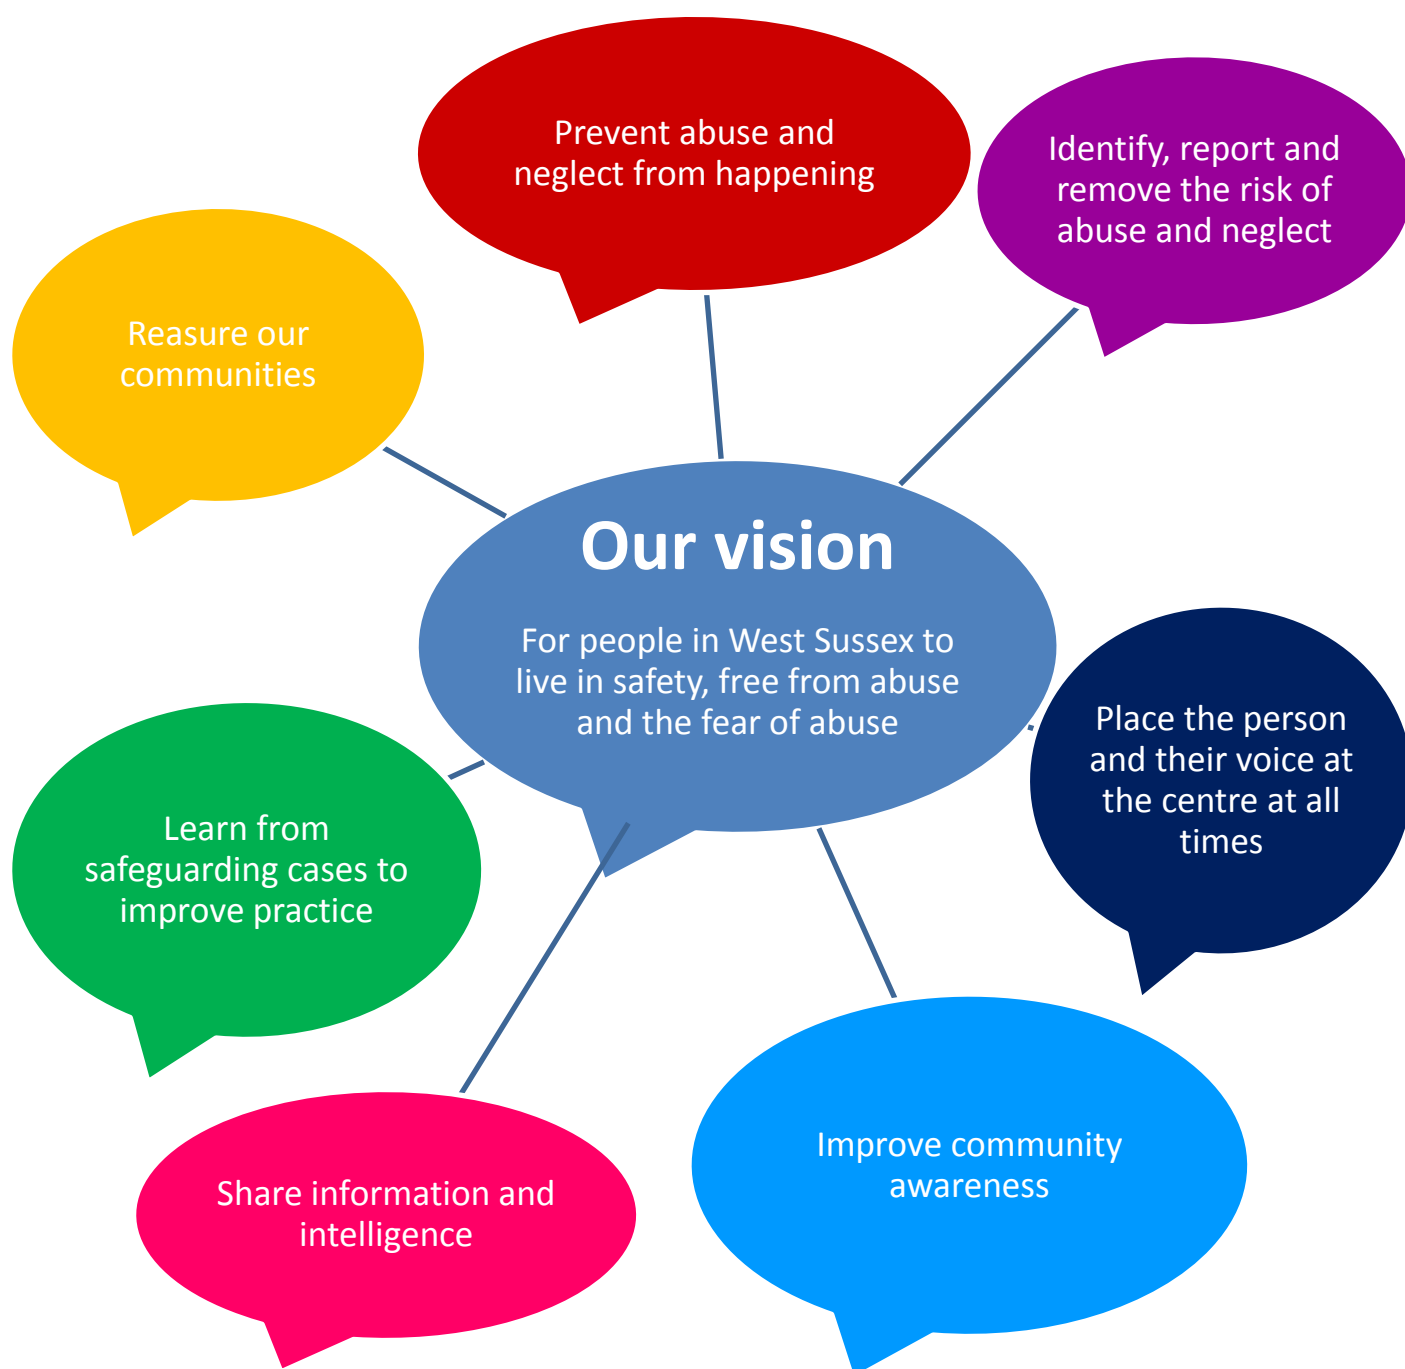 Prevent abuse and
neglect from happening
Identify, report and
remove the risk of
abuse and neglect
Reasure our
communities
Our vision
For people in West Sussex to
live in safety, free from abuse
and the fear of abuse
Place the person
and their voice at
the centre at all
times
Learn from
safeguarding cases to
improve practice
Improve community
awareness
Share information and
intelligence